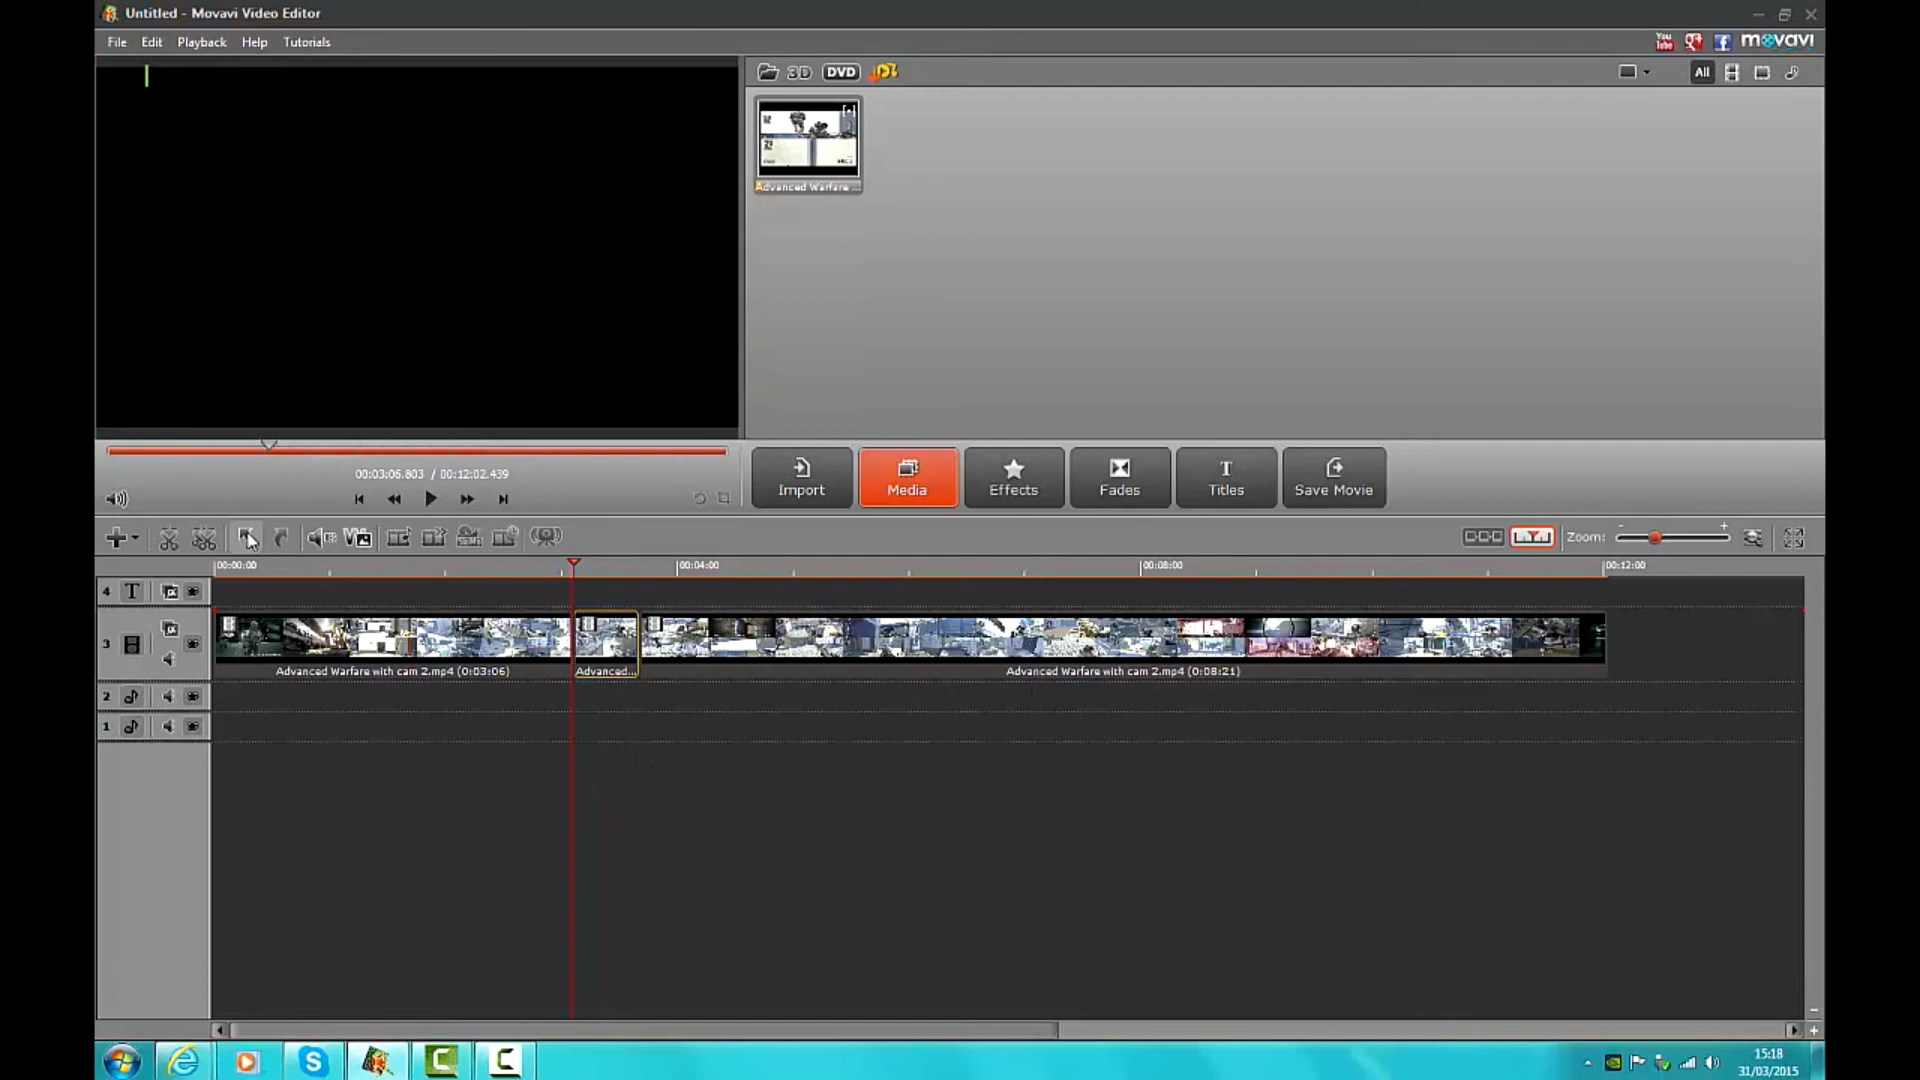 Untitled - Movavi Video Editor
File Edit Playback Help Tutorials
You Tube movavi
3D DVD All
Advanced Warfare ...
00:03:06.803 / 00:12:02.439
Import Media Effects Fades Titles Save Movie
Zoom: - +
00:00:00 00:04:00 00:08:00 00:12:00
4 T
3
Advanced Warfare with cam 2.mp4 (0:03:06) Advanced... Advanced Warfare with cam 2.mp4 (0:08:21)
2
1
15:18
31/03/2015